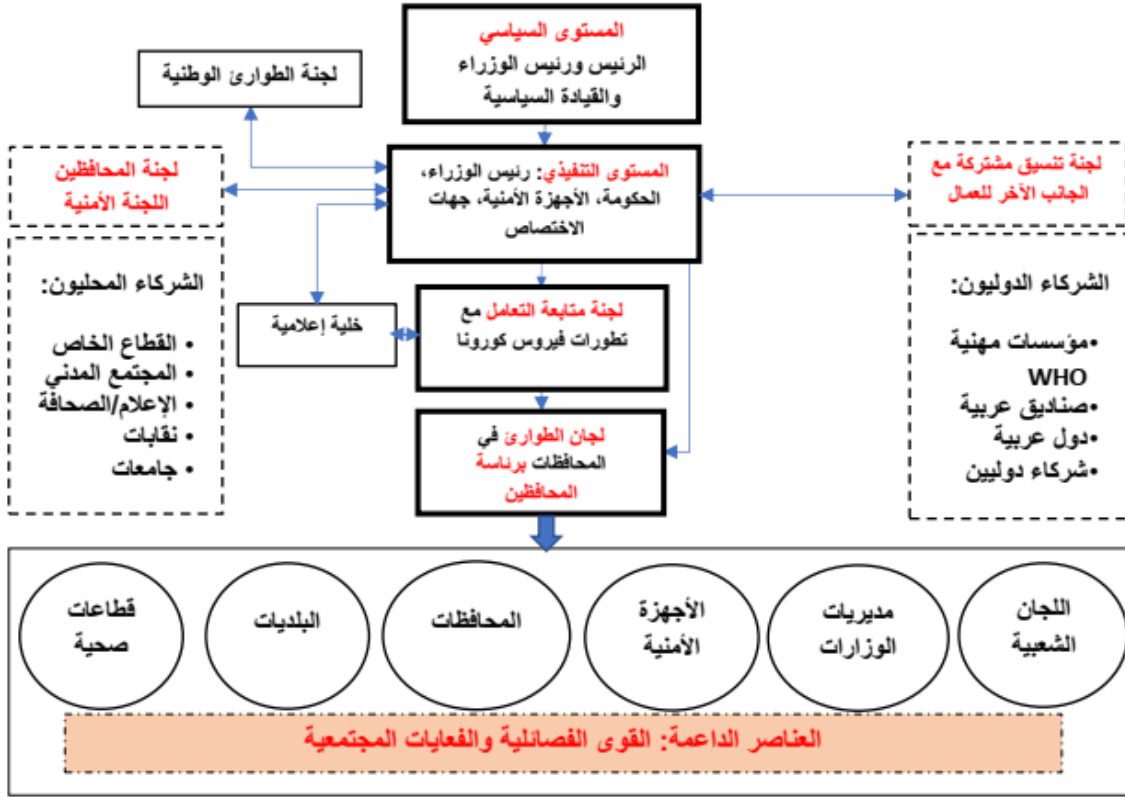 المستوى السياسي
الرئيس ورئيس الوزراء
والقيادة السياسية
لجنة الطوارئ الوطنية
لجنة تنسيق مشتركة مع
الجانب الآخر للعمال
المستوى التنفيذي: رئيس الوزراء،
الحكومة، الأجهزة الأمنية، جهات
الاختصاص
لجنة المحافظين
اللجنة الأمنية
الشركاء الدوليون:
•مؤسسات مهنية
WHO
•صناديق عربية
•دول عربية
•شركاء دوليين
لجنة متابعة التعامل مع
تطورات فيروس كورونا
خلية إعلامية
الشركاء المحليون:
• القطاع الخاص
• المجتمع المدني
• الإعلام/الصحافة
• نقابات
• جامعات
لجان الطوارئ في
المحافظات برئاسة
المحافظين
اللجان
الشعبية
مديريات
الوزارات
الأجهزة
الأمنية
المحافظات
البلديات
قطاعات
صحية
العناصر الداعمة: القوى الفصائلية والفعايات المجتمعية